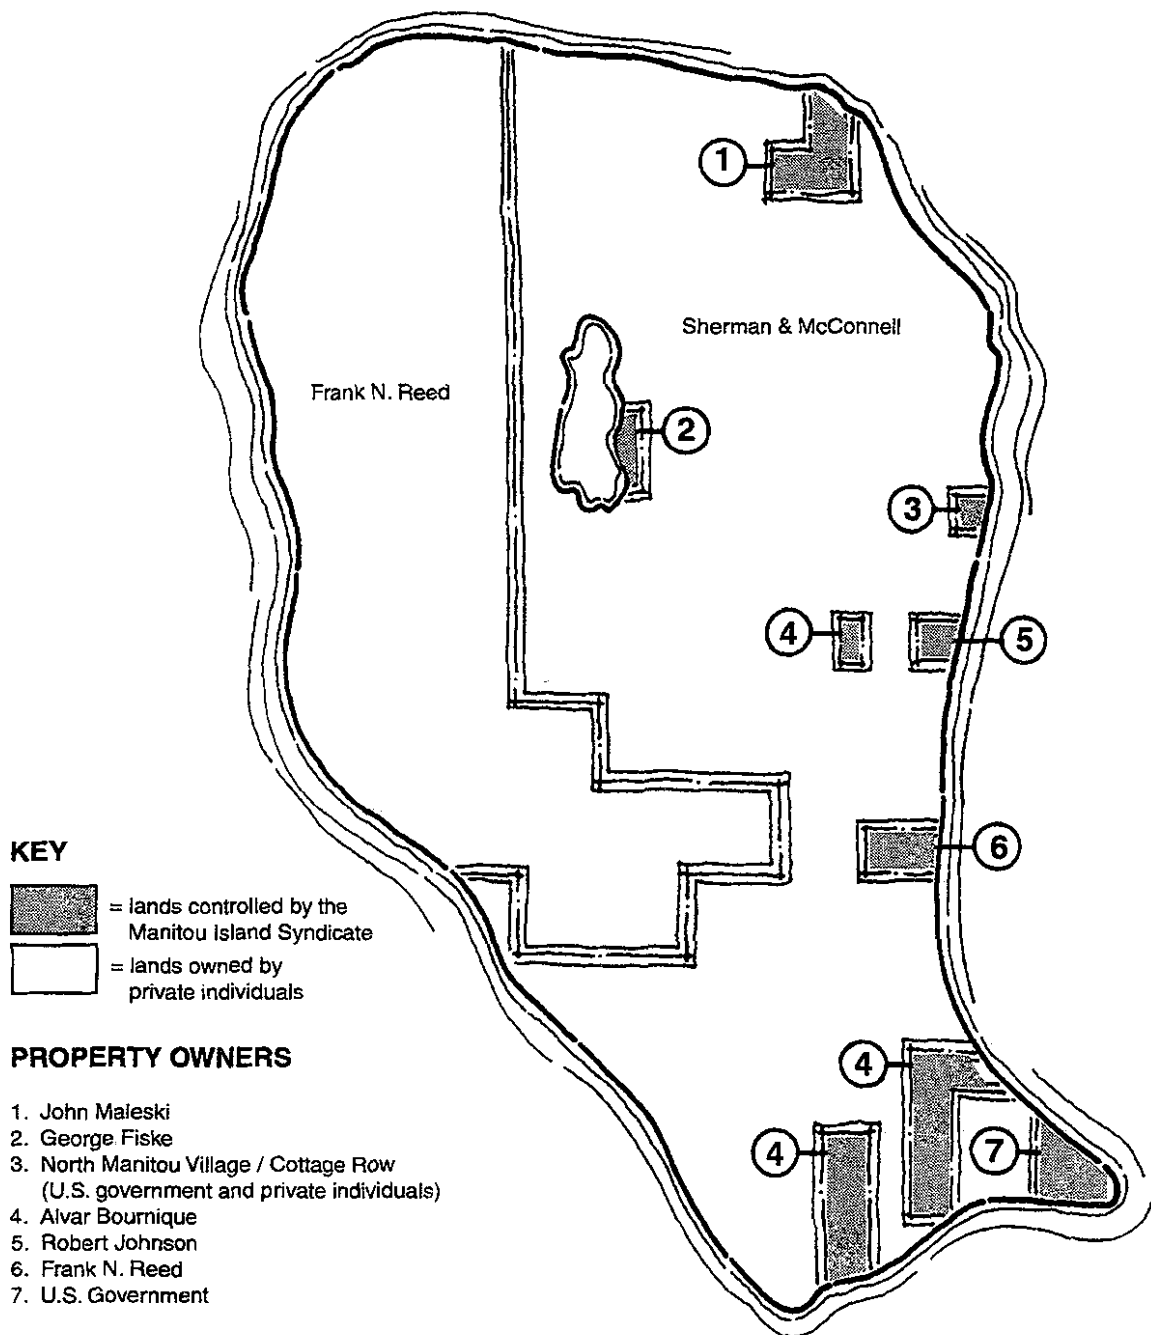 1
Sherman & McConnell
Frank N. Reed
2
3
4
5
6
KEY
= lands controlled by the
Manitou Island Syndicate
= lands owned by
private individuals
PROPERTY OWNERS
4
4
7
1. John Maleski
2. George Fiske
3. North Manitou Village / Cottage Row
(U.S. government and private individuals)
4. Alvar Bournique
5. Robert Johnson
6. Frank N. Reed
7. U.S. Government